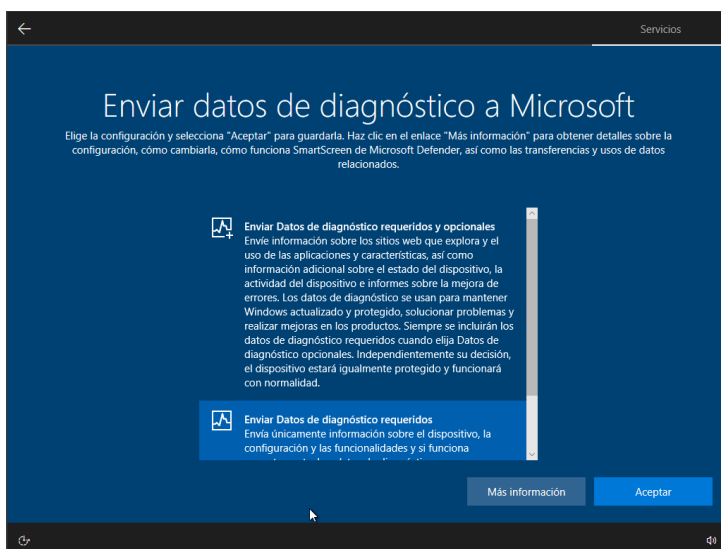 Servicios
Enviar datos de diagnóstico a Microsoft
Elige la configuración y selecciona "Aceptar" para guardarla. Haz clic en el enlace "Más información" para obtener detalles sobre la
configuración, cómo cambiarla, cómo funciona SmartScreen de Microsoft Defender, así como las transferencias y usos de datos
relacionados.
Enviar Datos de diagnóstico requeridos y opcionales
Envíe información sobre los sitios web que explora y el
uso de las aplicaciones y características, así como
información adicional sobre el estado del dispositivo, la
actividad del dispositivo e informes sobre la mejora de
errores. Los datos de diagnóstico se usan para mantener
Windows actualizado y protegido, solucionar problemas y
realizar mejoras en los productos. Siempre se incluirán los
datos de diagnóstico requeridos cuando elija Datos de
diagnóstico opcionales. Independientemente su decisión,
el dispositivo estará igualmente protegido y funcionará
con normalidad.
Enviar Datos de diagnóstico requeridos
Envía únicamente información sobre el dispositivo, la
configuración y las funcionalidades y si funciona
Más información
Aceptar